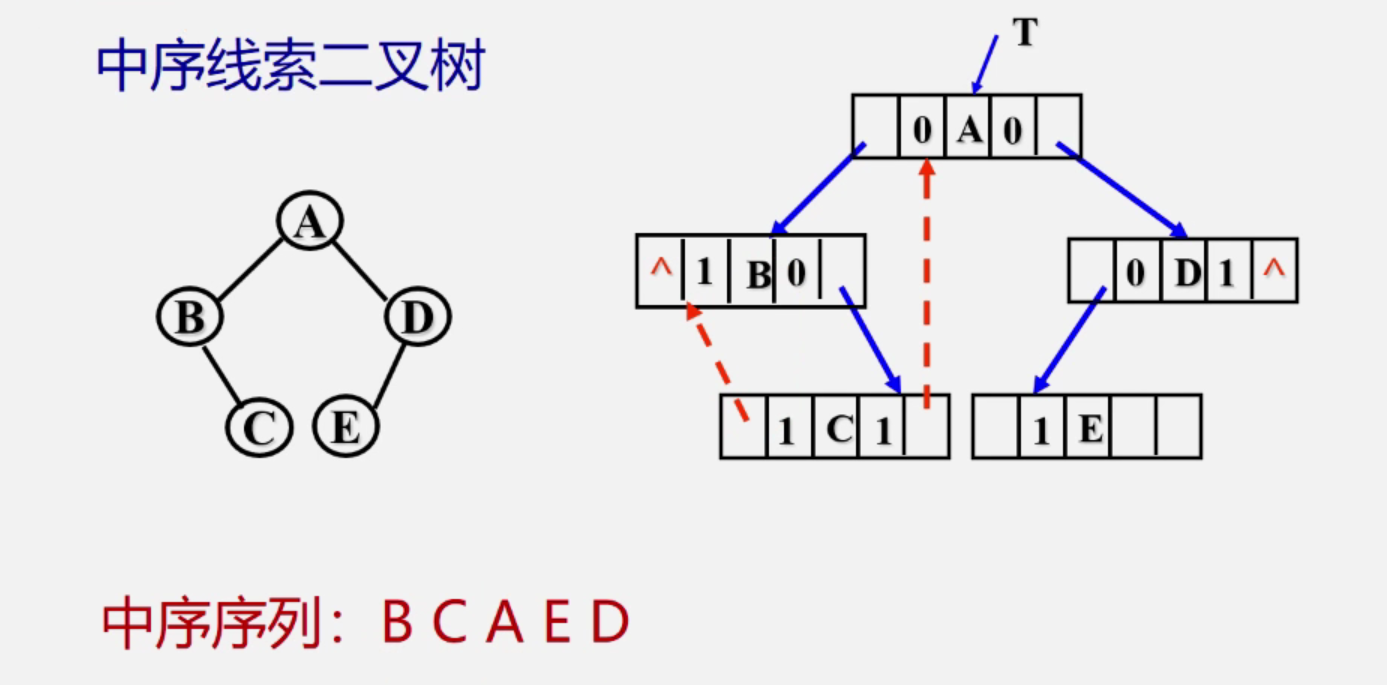 中序线索二叉树
T
0 A 0
^ 1 B 0
0 D 1 ^
1 C 1
1 E
A
B
D
C
E
中序序列：B C A E D